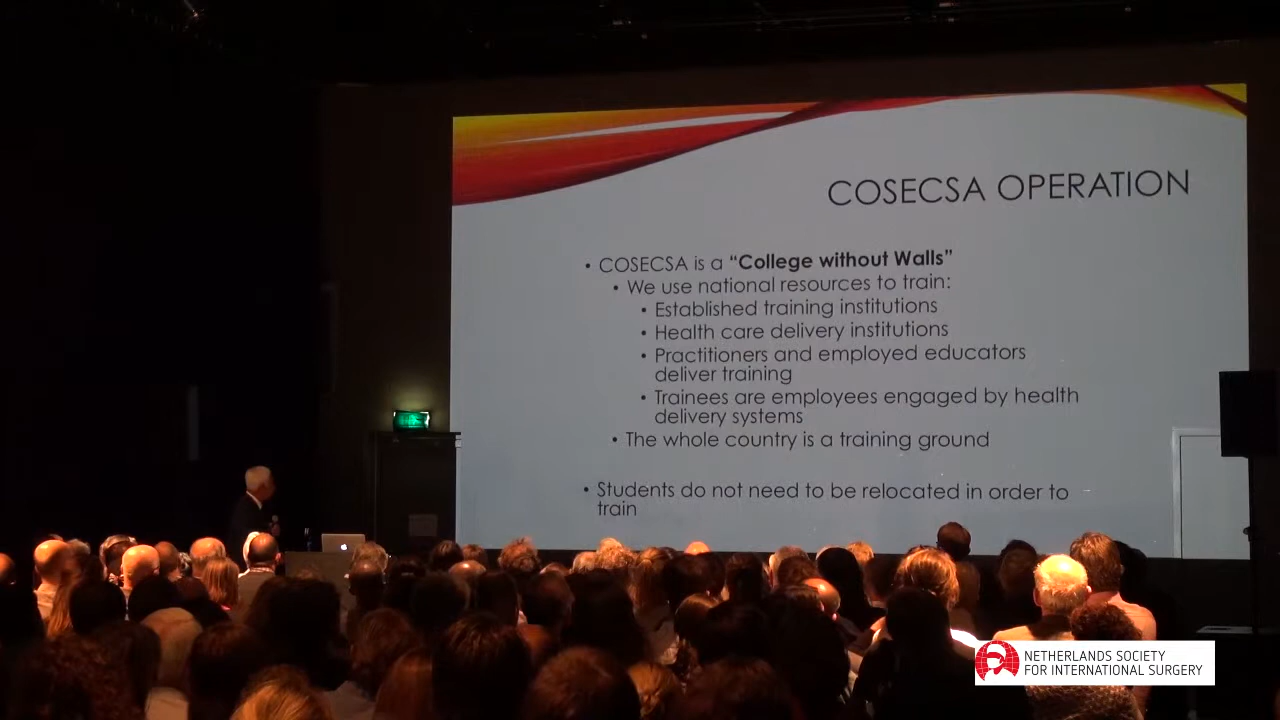 COSECSA OPERATION
• COSECSA is a “College without Walls”
• We use national resources to train:
• Established training institutions
• Health care delivery institutions
• Practitioners and employed educators
deliver training
• Trainees are employees engaged by health
delivery systems
• The whole country is a training ground
• Students do not need to be relocated in order to
train
NETHERLANDS SOCIETY
FOR INTERNATIONAL SURGERY